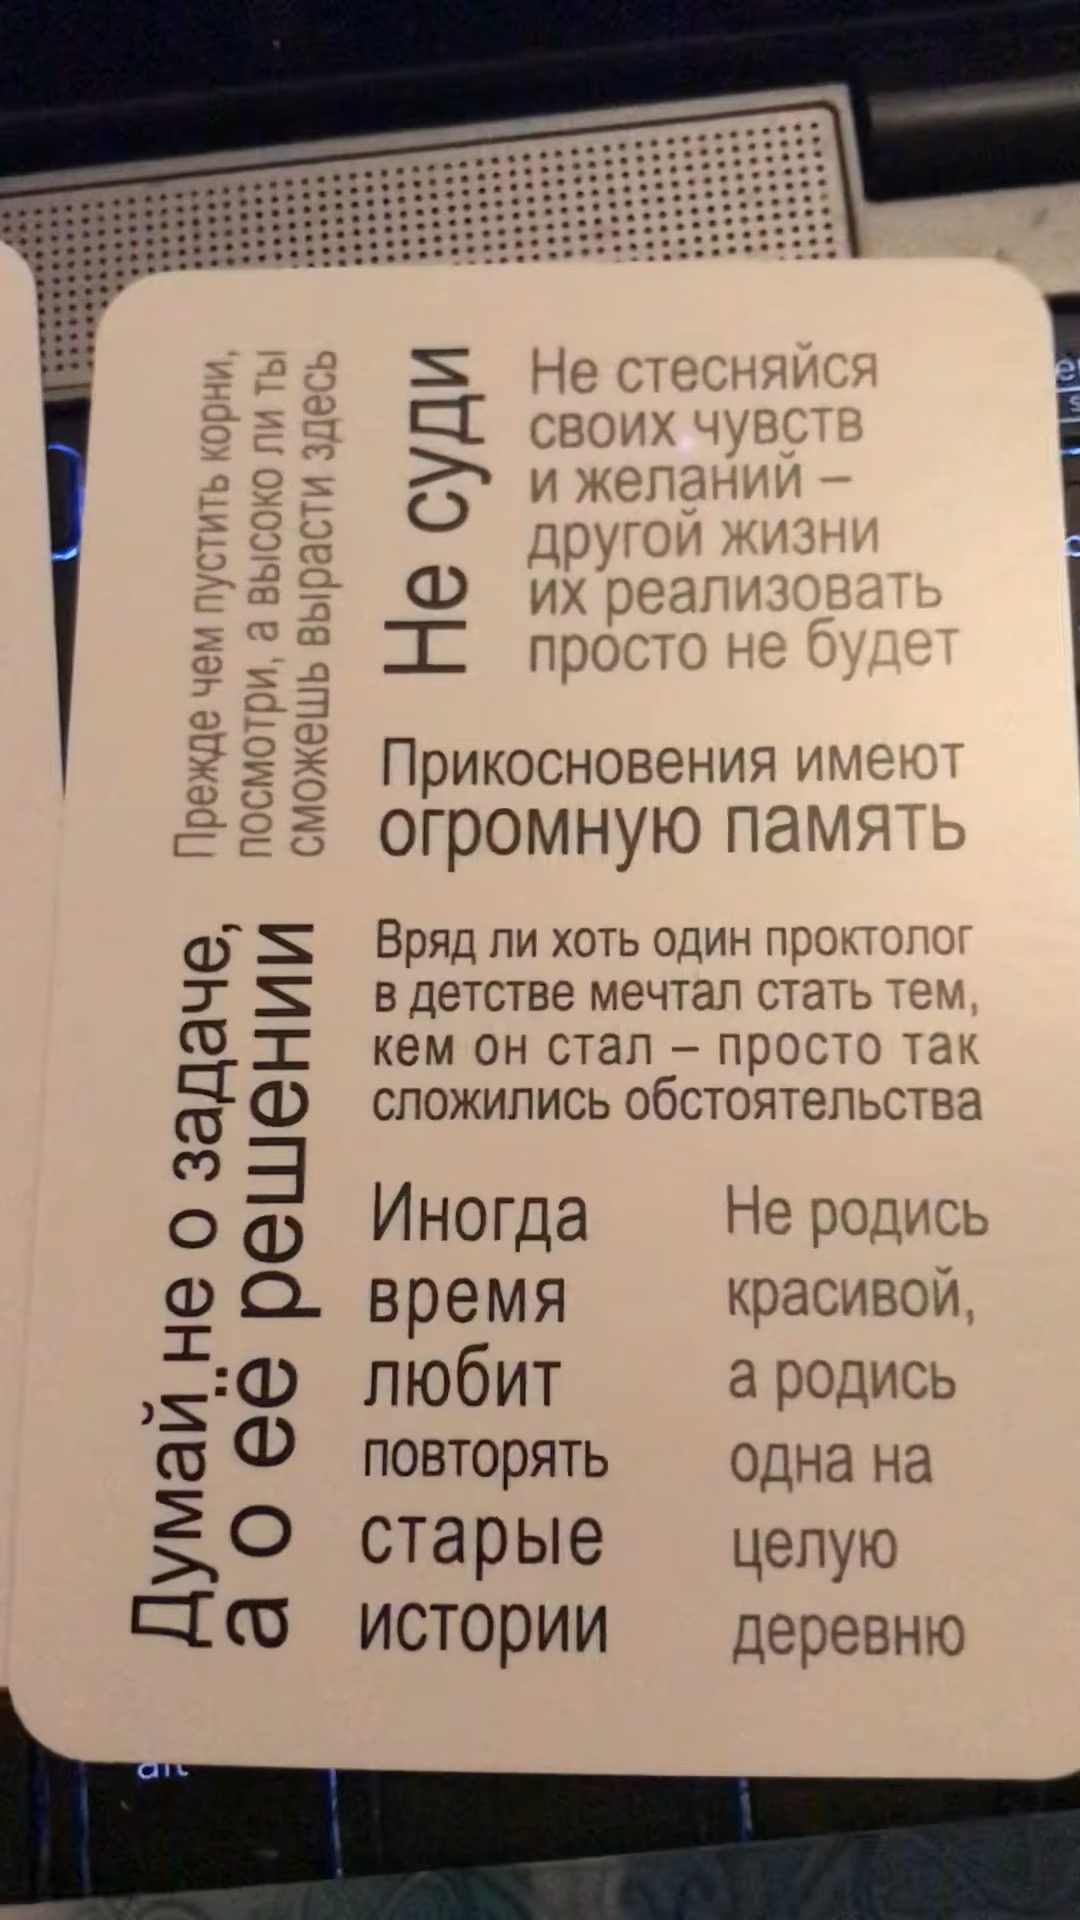 Прежде чем пустить корни,
посмотри, а высоко ли ты
сможешь вырасти здесь
Не суди
Не стесняйся
своих чувств
и желаний –
другой жизни
их реализовать
просто не будет
Прикосновения имеют
огромную память
Думай не о задаче,
а о её решении
Вряд ли хоть один проктолог
в детстве мечтал стать тем,
кем он стал – просто так
сложились обстоятельства
Иногда
время
любит
повторять
старые
истории
Не родись
красивой,
а родись
одна на
целую
деревню
alt